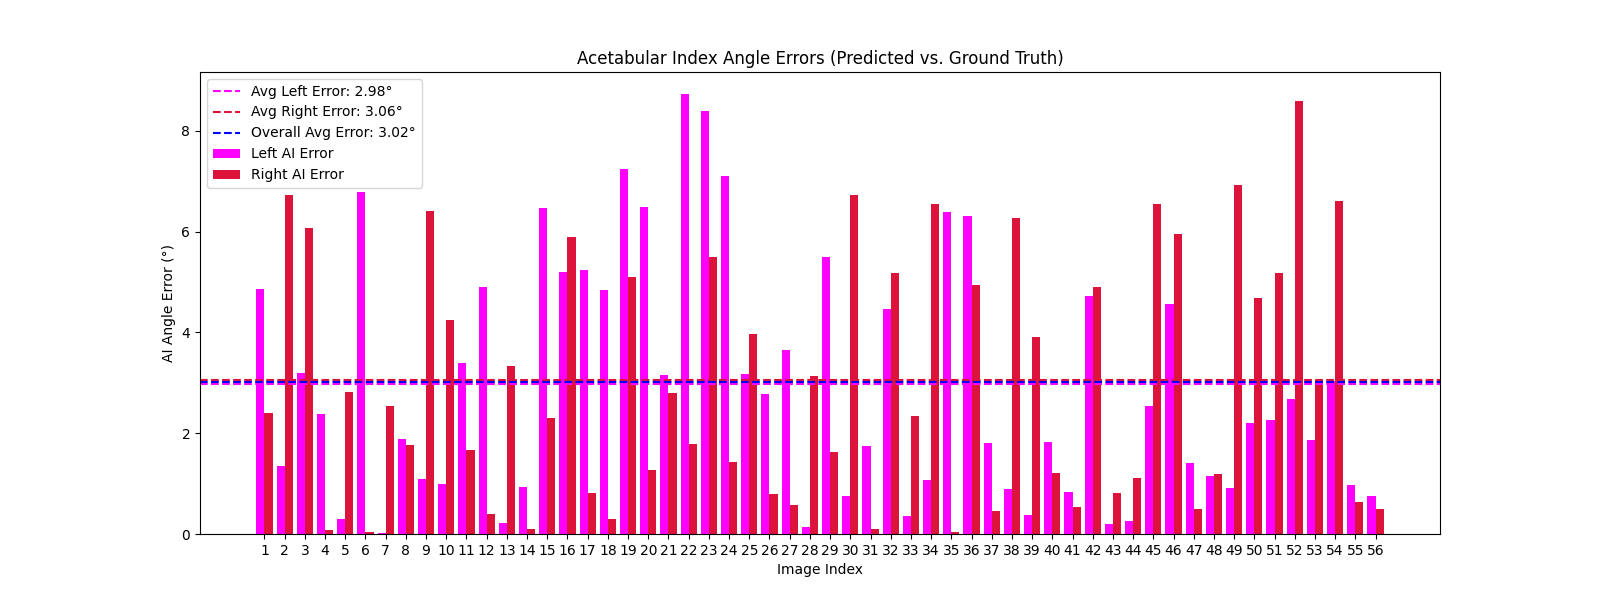 Acetabular Index Angle Errors (Predicted vs. Ground Truth)
Avg Left Error: 2.98°
Avg Right Error: 3.06°
Overall Avg Error: 3.02°
Left AI Error
Right AI Error
8
6
4
2
0
AI Angle Error (°)
1 2 3 4 5 6 7 8 9 10 11 12 13 14 15 16 17 18 19 20 21 22 23 24 25 26 27 28 29 30 31 32 33 34 35 36 37 38 39 40 41 42 43 44 45 46 47 48 49 50 51 52 53 54 55 56
Image Index